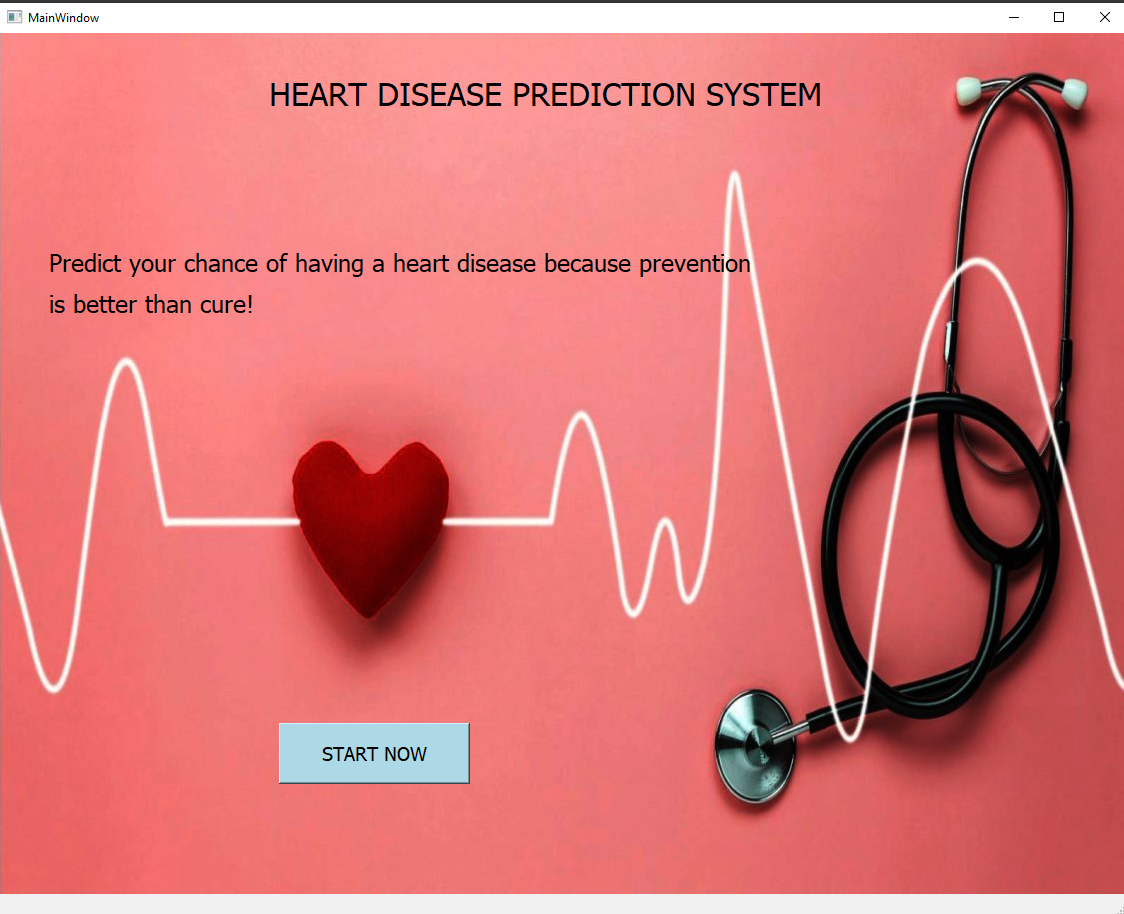 MainWindow
HEART DISEASE PREDICTION SYSTEM
Predict your chance of having a heart disease because prevention
is better than cure!
START NOW